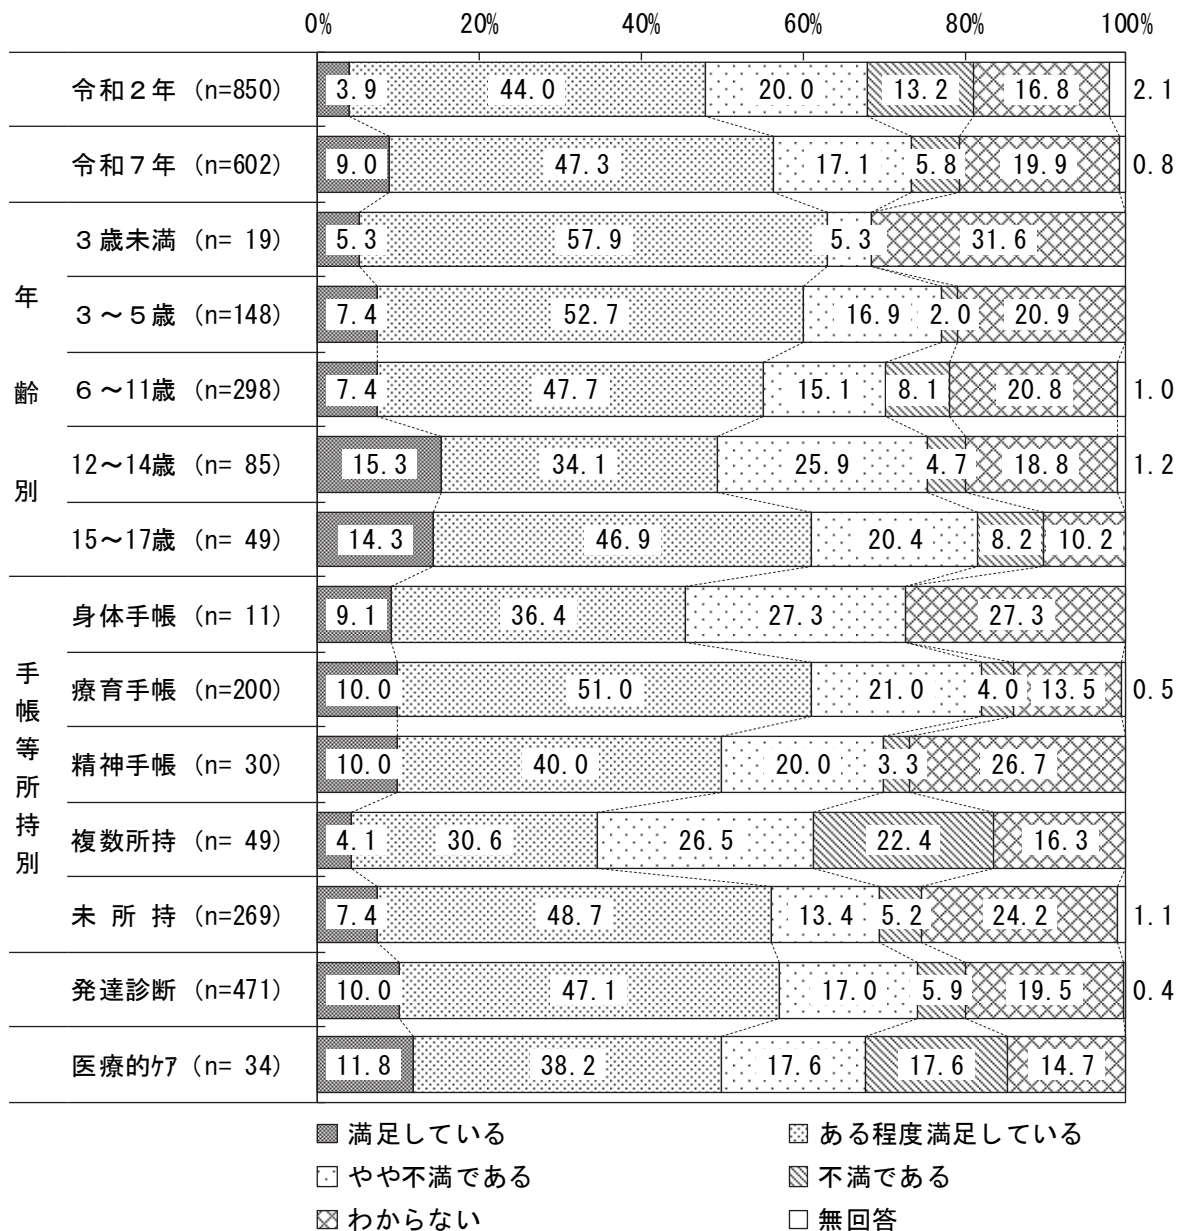 0% 20% 40% 60% 80% 100%
令和２年 (n=850) 3.9 44.0 20.0 13.2 16.8 2.1
令和７年 (n=602) 9.0 47.3 17.1 5.8 19.9 0.8
年齢別
３歳未満 (n= 19) 5.3 57.9 5.3 31.6
３～５歳 (n=148) 7.4 52.7 16.9 2.0 20.9
６～11歳 (n=298) 7.4 47.7 15.1 8.1 20.8 1.0
12～14歳 (n= 85) 15.3 34.1 25.9 4.7 18.8 1.2
15～17歳 (n= 49) 14.3 46.9 20.4 8.2 10.2
手帳等所持別
身体手帳 (n= 11) 9.1 36.4 27.3 27.3
療育手帳 (n=200) 10.0 51.0 21.0 4.0 13.5 0.5
精神手帳 (n= 30) 10.0 40.0 20.0 3.3 26.7
複数所持 (n= 49) 4.1 30.6 26.5 22.4 16.3
未所持 (n=269) 7.4 48.7 13.4 5.2 24.2 1.1
発達診断 (n=471) 10.0 47.1 17.0 5.9 19.5 0.4
医療的ｹｱ (n= 34) 11.8 38.2 17.6 17.6 14.7
満足している ある程度満足している
やや不満である 不満である
わからない 無回答